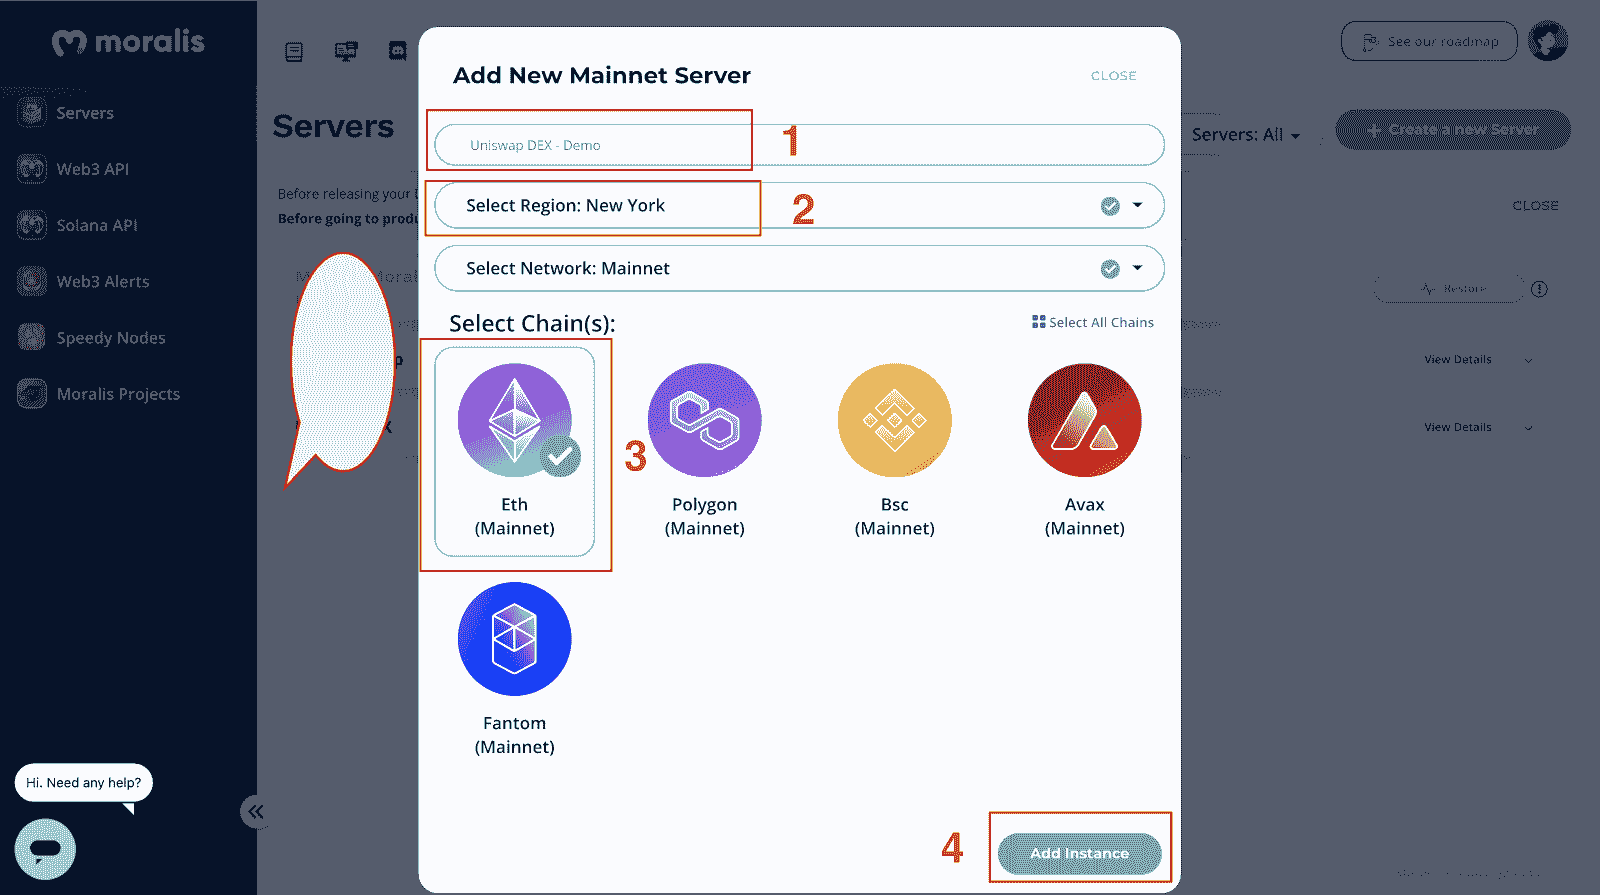 moralis
Servers
Web3 API
Solana API
Web3 Alerts
Speedy Nodes
Moralis Projects
Hi. Need any help?
See our roadmap
Servers
Servers: All
+ Create a new Server
Before releasing your
Before going to produ
CLOSE
Restore
View Details
View Details
Add New Mainnet Server
CLOSE
Uniswap DEX - Demo
1
Select Region: New York
2
Select Network: Mainnet
Select Chain(s):
Select All Chains
Eth
(Mainnet)
3
Polygon
(Mainnet)
Bsc
(Mainnet)
Avax
(Mainnet)
Fantom
(Mainnet)
4
Add Instance